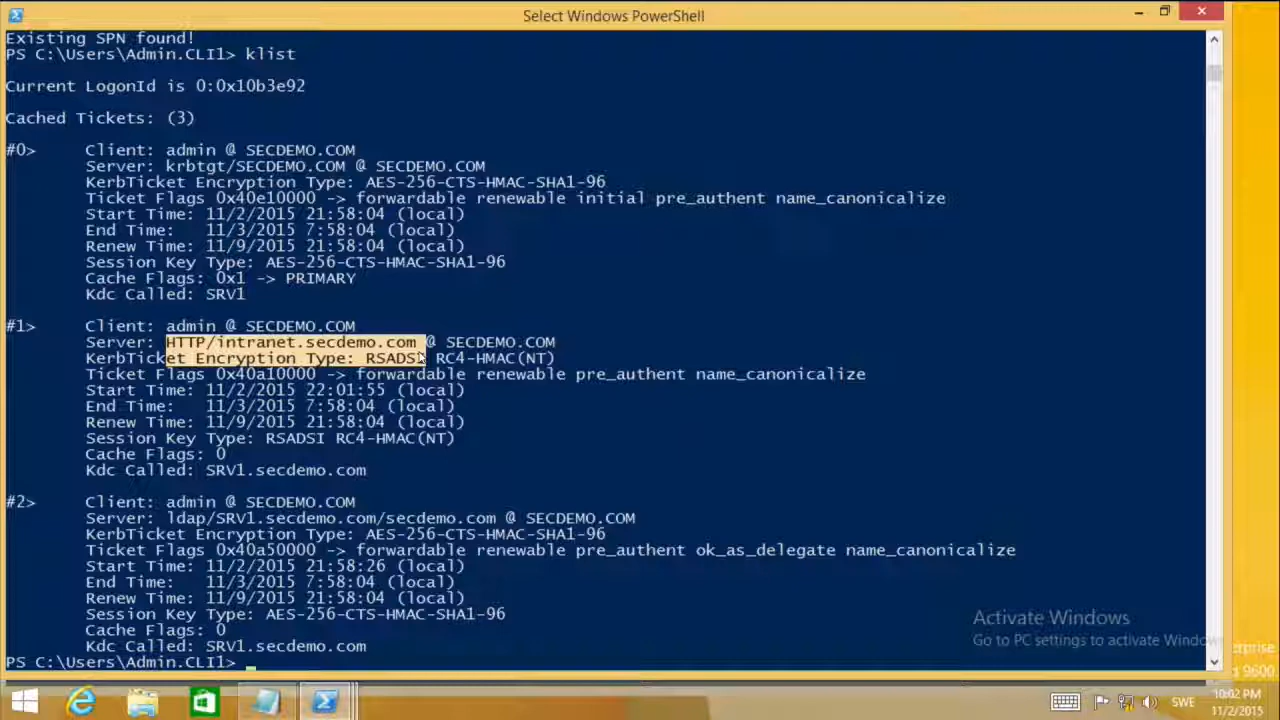 Select Windows PowerShell
Existing SPN found!
PS C:\Users\Admin.CLI1> klist
Current LogonId is 0:0x10b3e92
Cached Tickets: (3)
#0> Client: admin @ SECDEMO.COM
Server: krbtgt/SECDEMO.COM @ SECDEMO.COM
KerbTicket Encryption Type: AES-256-CTS-HMAC-SHA1-96
Ticket Flags 0x40e10000 -> forwardable renewable initial pre_authent name_canonicalize
Start Time: 11/2/2015 21:58:04 (local)
End Time: 11/3/2015 7:58:04 (local)
Renew Time: 11/9/2015 21:58:04 (local)
Session Key Type: AES-256-CTS-HMAC-SHA1-96
Cache Flags: 0x1 -> PRIMARY
Kdc Called: SRV1
#1> Client: admin @ SECDEMO.COM
Server: HTTP/intranet.secdemo.com @ SECDEMO.COM
KerbTicket Encryption Type: RSADSI RC4-HMAC(NT)
Ticket Flags 0x40a10000 -> forwardable renewable pre_authent name_canonicalize
Start Time: 11/2/2015 22:01:55 (local)
End Time: 11/3/2015 7:58:04 (local)
Renew Time: 11/9/2015 21:58:04 (local)
Session Key Type: RSADSI RC4-HMAC(NT)
Cache Flags: 0
Kdc Called: SRV1.secdemo.com
#2> Client: admin @ SECDEMO.COM
Server: ldap/SRV1.secdemo.com/secdemo.com @ SECDEMO.COM
KerbTicket Encryption Type: AES-256-CTS-HMAC-SHA1-96
Ticket Flags 0x40a50000 -> forwardable renewable pre_authent ok_as_delegate name_canonicalize
Start Time: 11/2/2015 21:58:26 (local)
End Time: 11/3/2015 7:58:04 (local)
Renew Time: 11/9/2015 21:58:04 (local)
Session Key Type: AES-256-CTS-HMAC-SHA1-96
Cache Flags: 0
Kdc Called: SRV1.secdemo.com
PS C:\Users\Admin.CLI1>
Activate Windows
Go to PC settings to activate Windows
9600
SWE
10:02 PM
11/2/2015